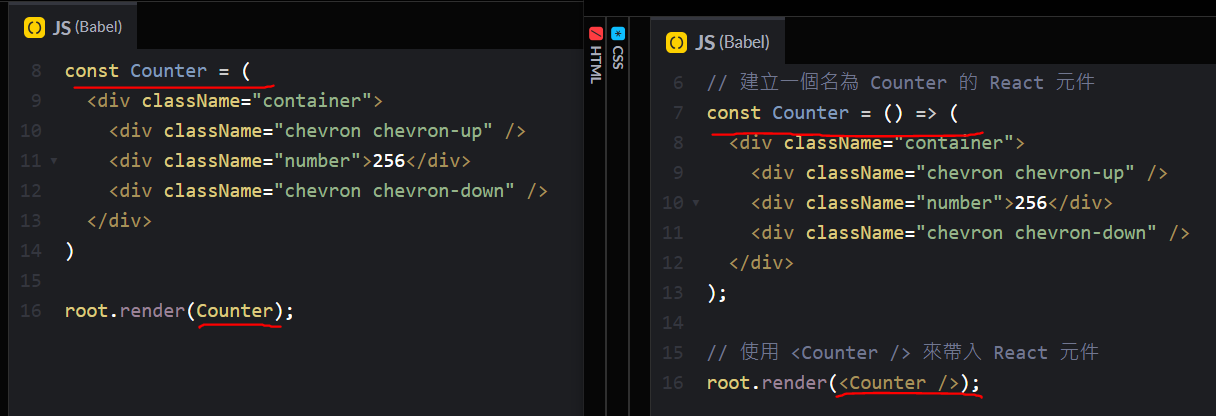 JS (Babel)
8 const Counter = (
9 <div className="container">
10 <div className="chevron chevron-up" />
11 <div className="number">256</div>
12 <div className="chevron chevron-down" />
13 </div>
14 )
15
16 root.render(Counter);
HTML
CSS
JS (Babel)
6 // 建立一個名為 Counter 的 React 元件
7 const Counter = () => (
8 <div className="container">
9 <div className="chevron chevron-up" />
10 <div className="number">256</div>
11 <div className="chevron chevron-down" />
12 </div>
13 );
14
15 // 使用 <Counter /> 來帶入 React 元件
16 root.render(<Counter />);